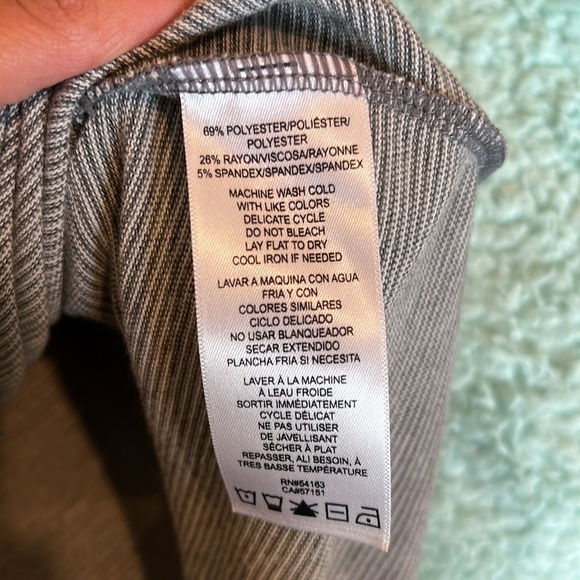 69% POLYESTER/POLIÉSTER/
POLYESTER
26% RAYON/VISCOSA/RAYONNE
5% SPANDEX/SPANDEX/SPANDEX
MACHINE WASH COLD
WITH LIKE COLORS
DELICATE CYCLE
DO NOT BLEACH
LAY FLAT TO DRY
COOL IRON IF NEEDED
LAVAR A MAQUINA CON AGUA
FRIA Y CON
COLORES SIMILARES
CICLO DELICADO
NO USAR BLANQUEADOR
SECAR EXTENDIDO
PLANCHA FRIA SI NECESITA
LAVER À LA MACHINE
À LEAU FROIDE
SORTIR IMMÉDIATEMENT
CYCLE DÉLICAT
NE PAS UTILISER
DE JAVELLISANT
SÉCHER À PLAT
REPASSER, ALI BESOIN, À
TRES BASSE TEMPÉRATURE
RN#54163
CA#57151